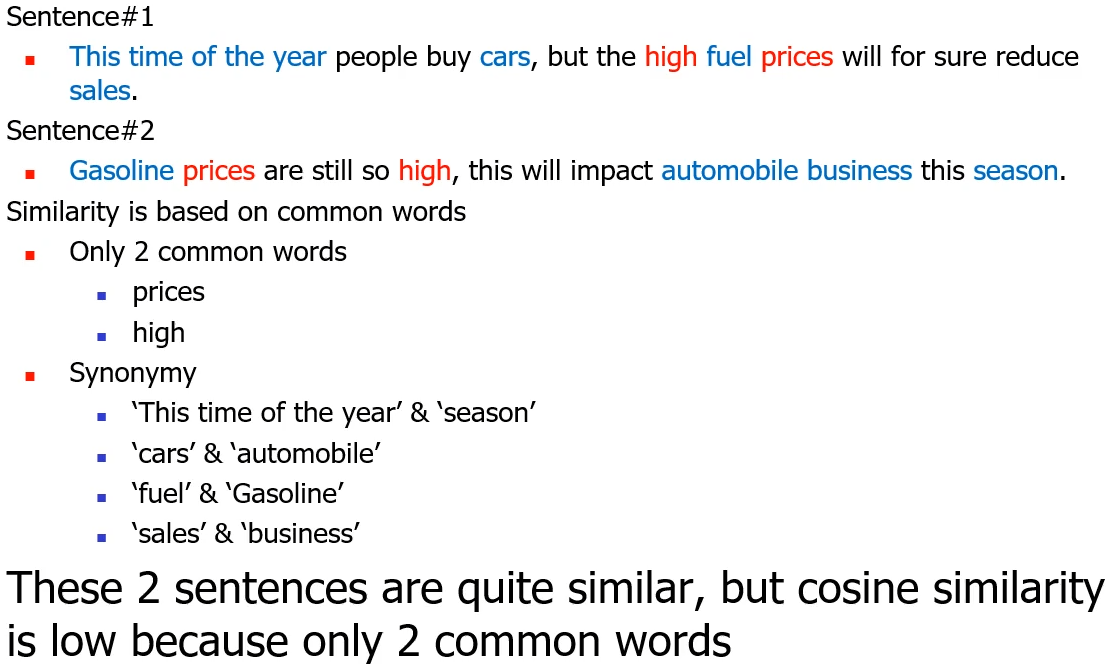 Sentence#1
▪ This time of the year people buy cars, but the high fuel prices will for sure reduce
sales.
Sentence#2
▪ Gasoline prices are still so high, this will impact automobile business this season.
Similarity is based on common words
▪ Only 2 common words
▪ prices
▪ high
▪ Synonymy
▪ ‘This time of the year’ & ‘season’
▪ ‘cars’ & ‘automobile’
▪ ‘fuel’ & ‘Gasoline’
▪ ‘sales’ & ‘business’
These 2 sentences are quite similar, but cosine similarity
is low because only 2 common words